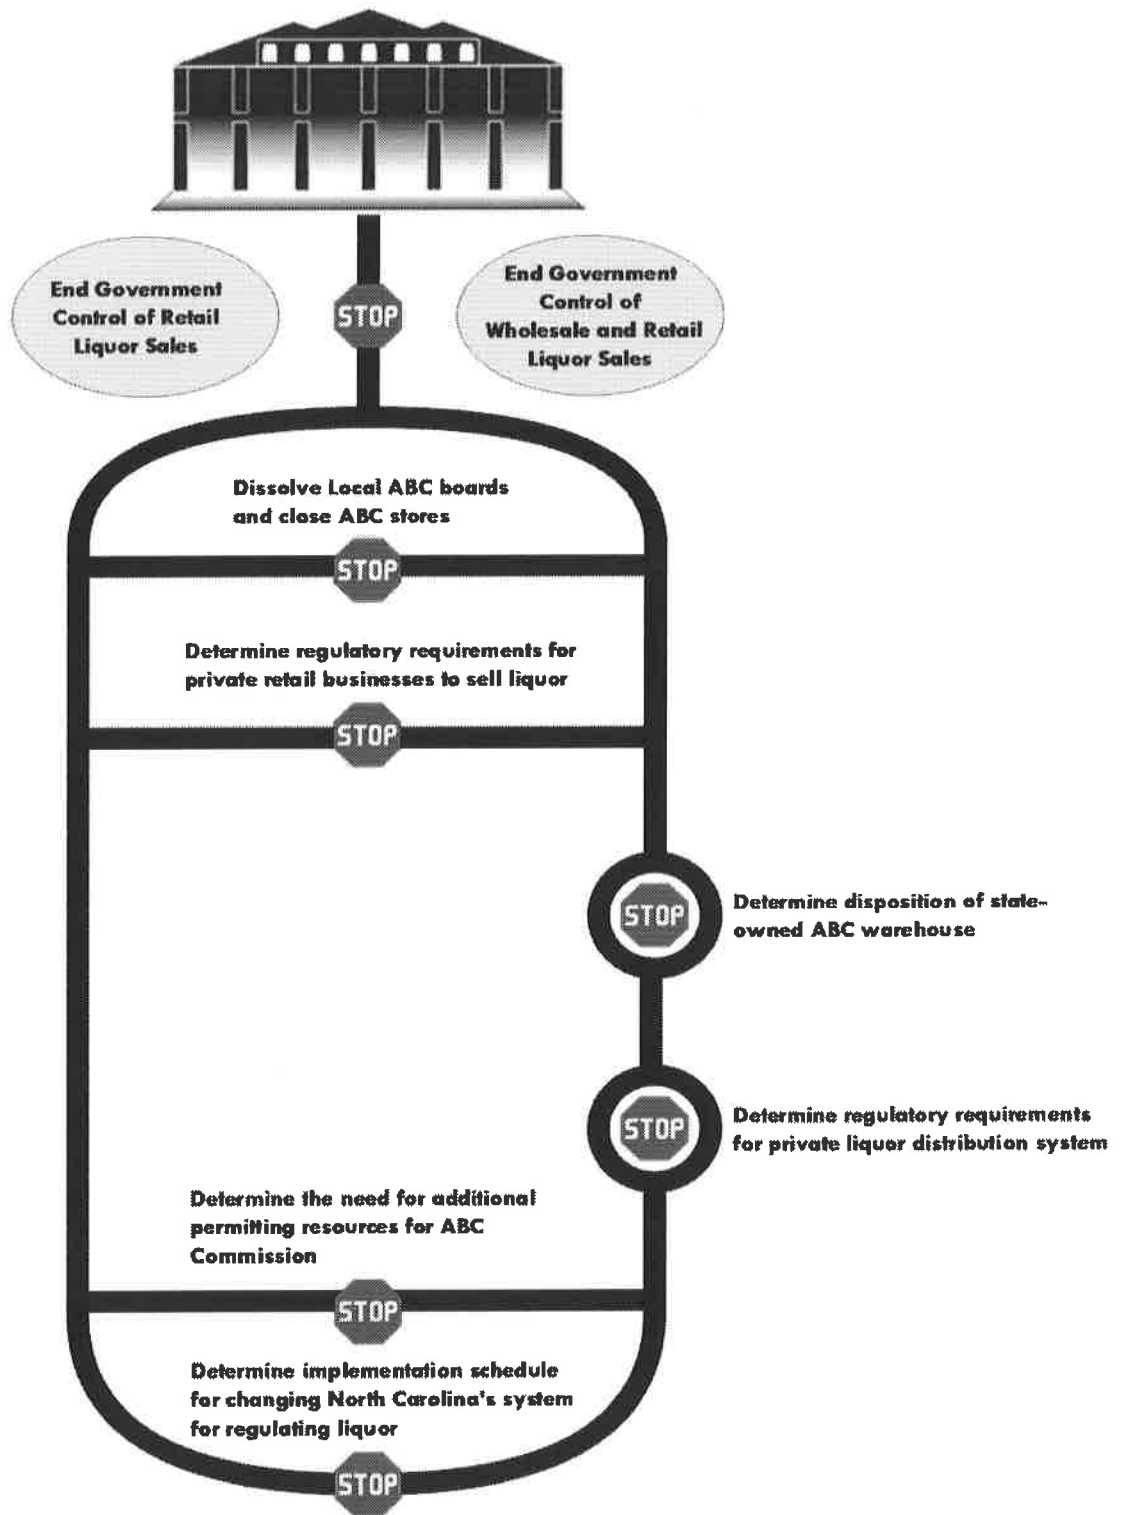 End Government
Control of Retail
Liquor Sales
STOP
End Government
Control of
Wholesale and Retail
Liquor Sales
Dissolve Local ABC boards
and close ABC stores
STOP
Determine regulatory requirements for
private retail businesses to sell liquor
STOP
STOP
Determine disposition of state-
owned ABC warehouse
STOP
Determine regulatory requirements
for private liquor distribution system
Determine the need for additional
permitting resources for ABC
Commission
STOP
Determine implementation schedule
for changing North Carolina's system
for regulating liquor
STOP